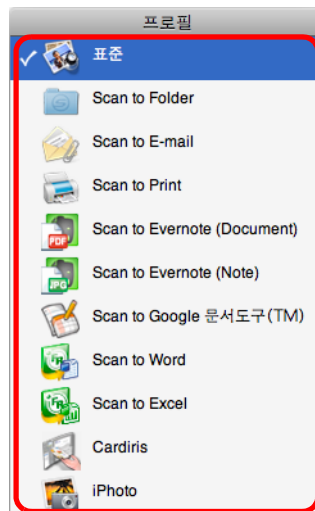 프로필
표준
Scan to Folder
Scan to E-mail
Scan to Print
PDF
Scan to Evernote (Document)
JPG
Scan to Evernote (Note)
Scan to Google 문서도구(TM)
Scan to Word
Scan to Excel
Cardiris
iPhoto